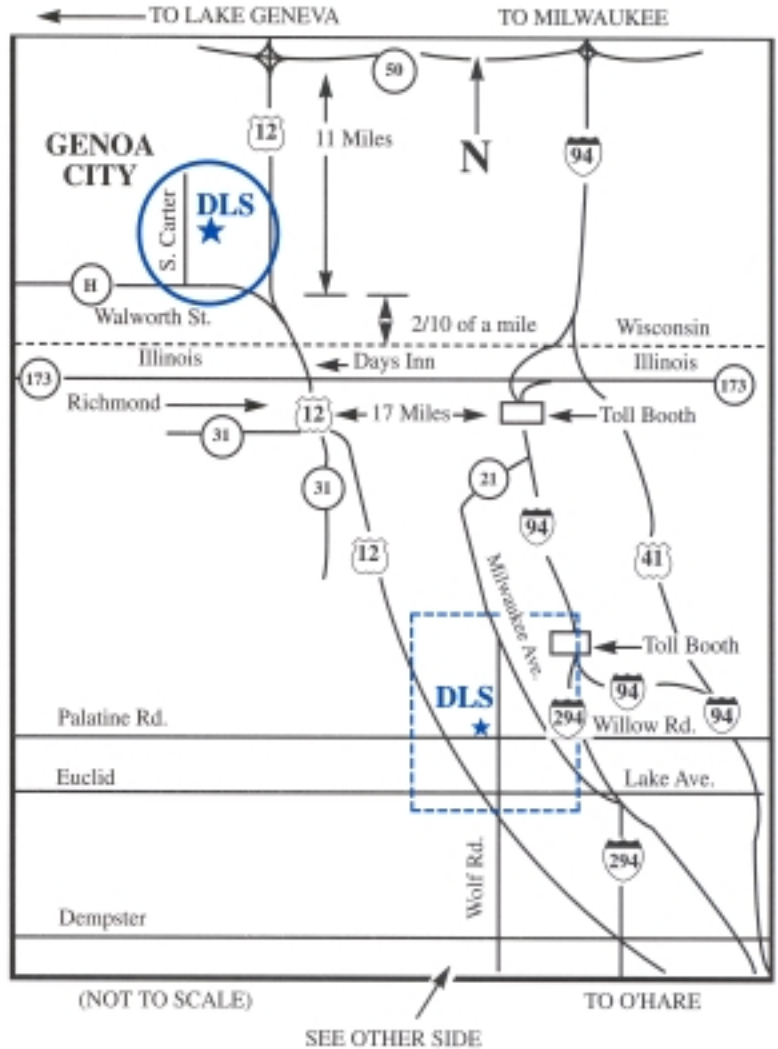 TO LAKE GENEVA
TO MILWAUKEE
50
12
11 Miles
N
94
GENOA
CITY
S. Carter
DLS
H
Walworth St.
2/10 of a mile
Wisconsin
Illinois
Days Inn
Illinois
173
173
Richmond
12
17 Miles
Toll Booth
31
31
21
94
12
41
Milwaukee Ave.
Toll Booth
94
DLS
294
94
Palatine Rd.
Willow Rd.
Euclid
Lake Ave.
294
Wolf Rd.
Dempster
(NOT TO SCALE)
TO O'HARE
SEE OTHER SIDE